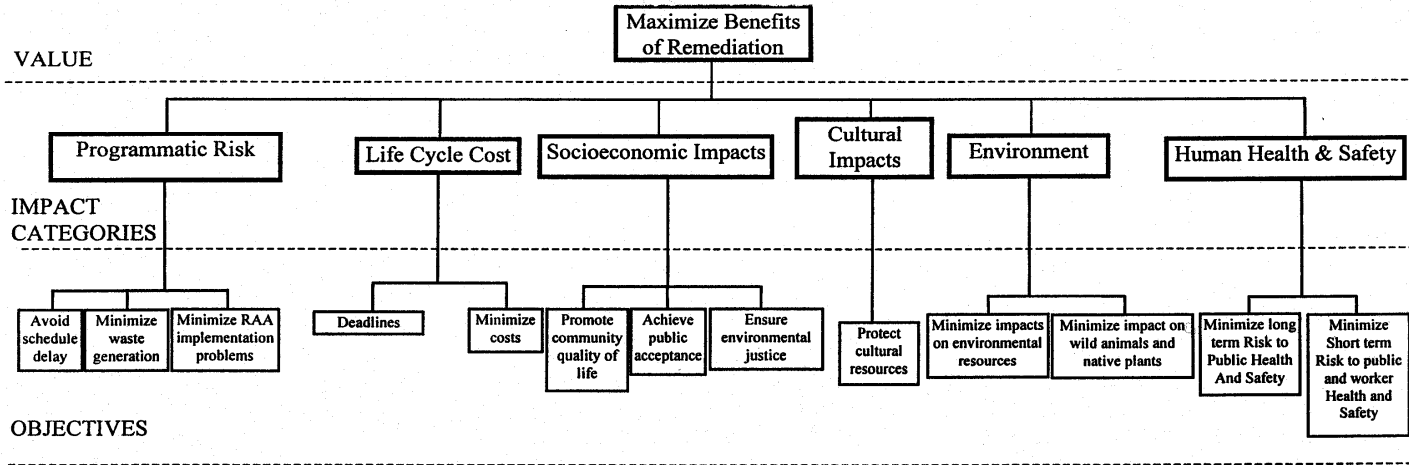 Maximize Benefits
of Remediation
VALUE
Programmatic Risk
Life Cycle Cost
Socioeconomic Impacts
Cultural
Impacts
Environment
Human Health & Safety
IMPACT
CATEGORIES
Avoid
schedule
delay
Minimize
waste
generation
Minimize RAA
implementation
problems
Deadlines
Minimize
costs
Promote
community
quality of
life
Achieve
public
acceptance
Ensure
environmental
justice
Protect
cultural
resources
Minimize impacts
on environmental
resources
Minimize impact on
wild animals and
native plants
Minimize long
term Risk to
Public Health
And Safety
Minimize
Short term
Risk to public
and worker
Health and
Safety
OBJECTIVES